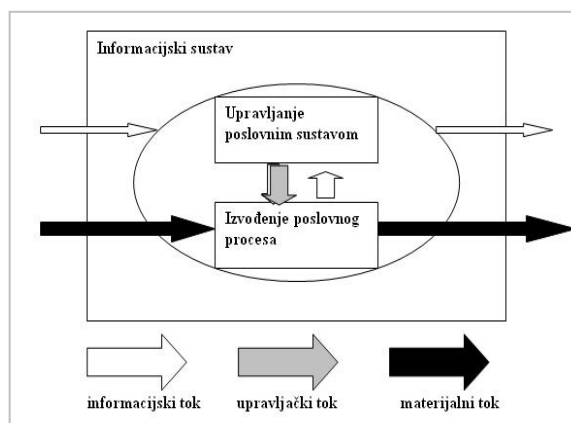 Informacijski sustav
Upravljanje
poslovnim sustavom
Izvođenje poslovnog
procesa
informacijski tok
upravljački tok
materijalni tok